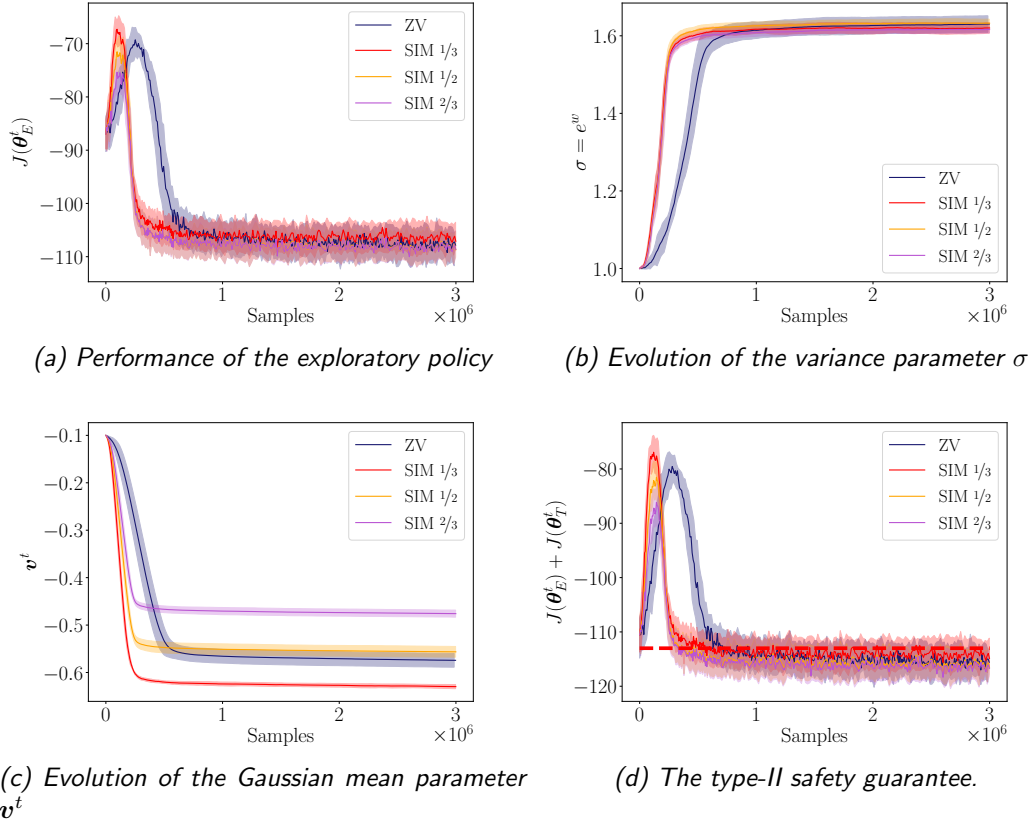 −70
−80
−90
−100
−110
J(θ_E^t)
ZV
SIM 1/3
SIM 1/2
SIM 2/3
0
1
2
3
Samples
×10^6
(a) Performance of the exploratory policy
1.6
1.4
1.2
1.0
σ = e^w
ZV
SIM 1/3
SIM 1/2
SIM 2/3
0
1
2
3
Samples
×10^6
(b) Evolution of the variance parameter σ
−0.1
−0.2
−0.3
−0.4
−0.5
−0.6
v^t
ZV
SIM 1/3
SIM 1/2
SIM 2/3
0
1
2
3
Samples
×10^6
(c) Evolution of the Gaussian mean parameter
v^t
−80
−90
−100
−110
−120
J(θ_E^t) + J(θ_T^t)
ZV
SIM 1/3
SIM 1/2
SIM 2/3
0
1
2
3
Samples
×10^6
(d) The type-II safety guarantee.